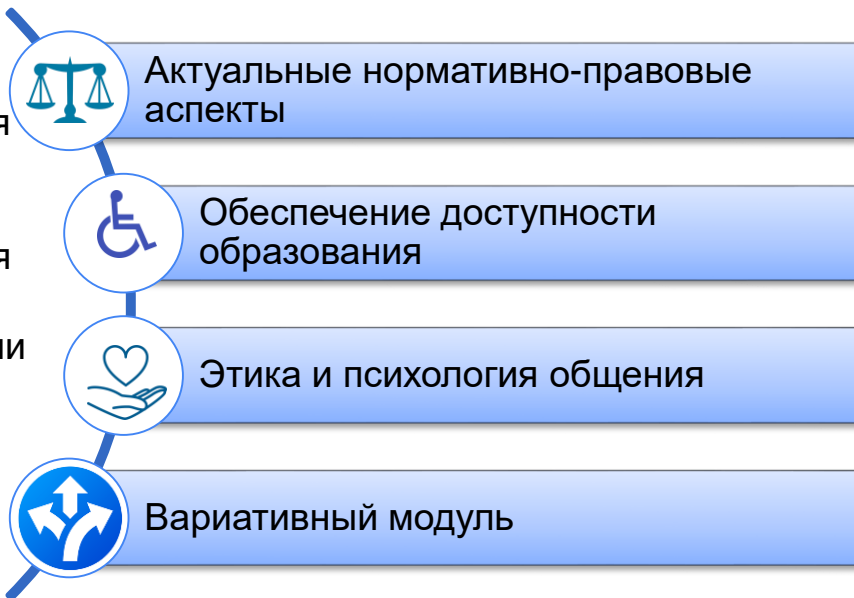 Актуальные нормативно-правовые
аспекты
Обеспечение доступности
образования
Этика и психология общения
Вариативный модуль